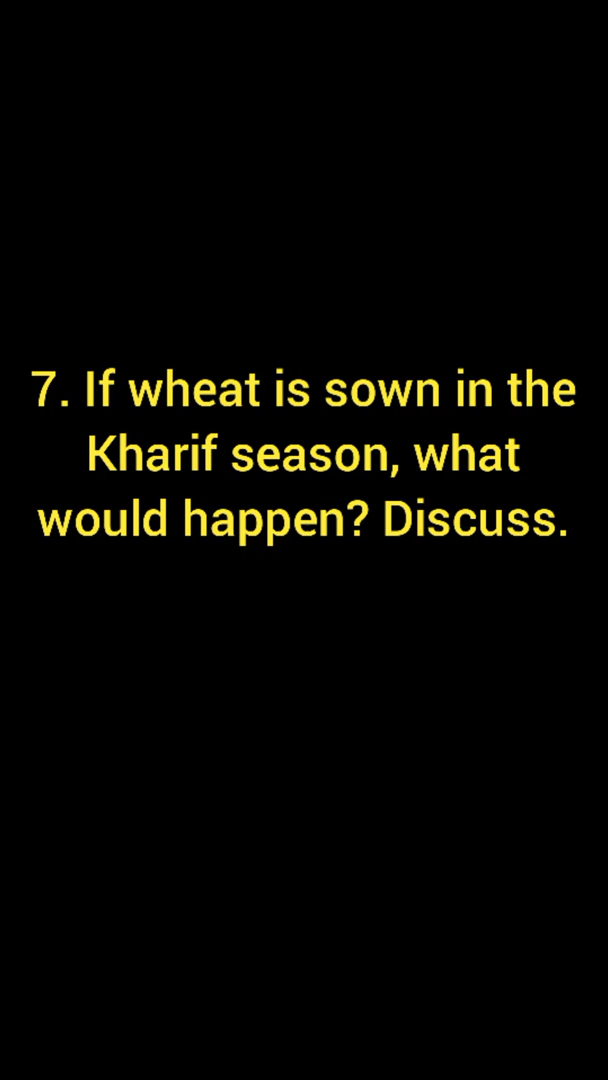 7. If wheat is sown in the
Kharif season, what
would happen? Discuss.